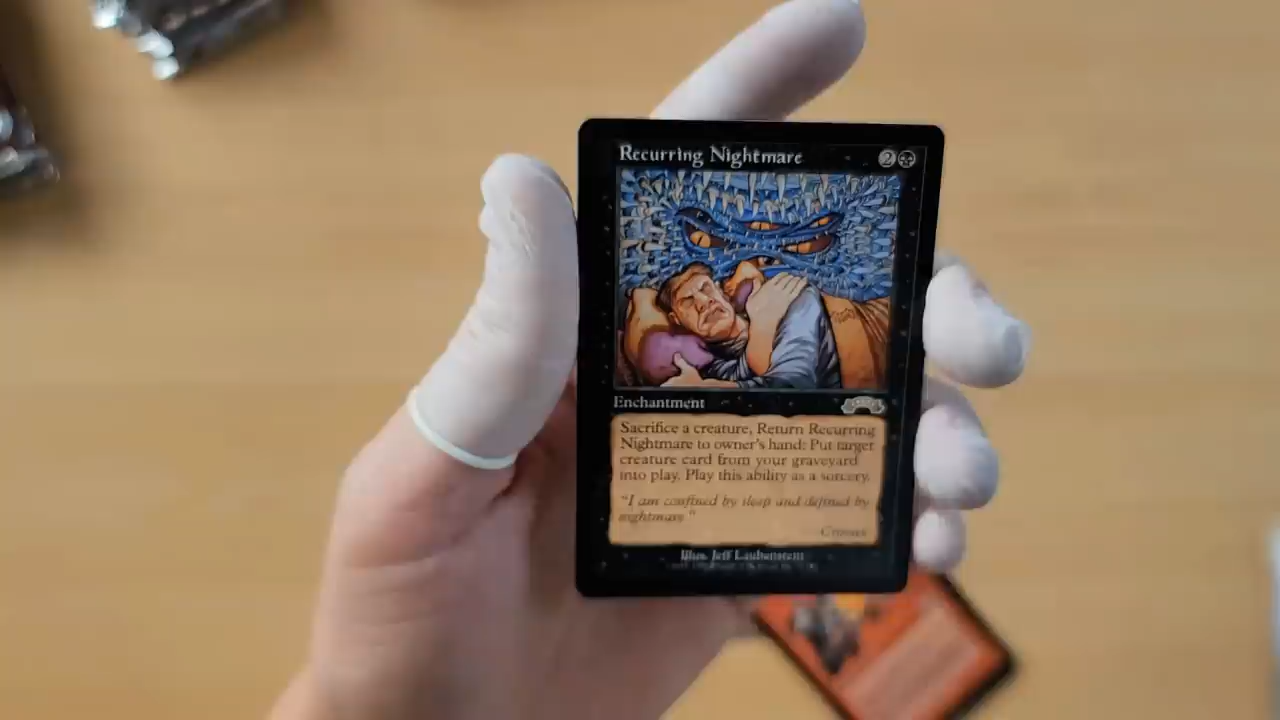 Recurring Nightmare
2
Enchantment
Sacrifice a creature, Return Recurring
Nightmare to owner's hand: Put target
creature card from your graveyard
into play. Play this ability as a sorcery.
"I am confined by sleep and defined by
nightmare."
Illus. Jeff Laubenstein